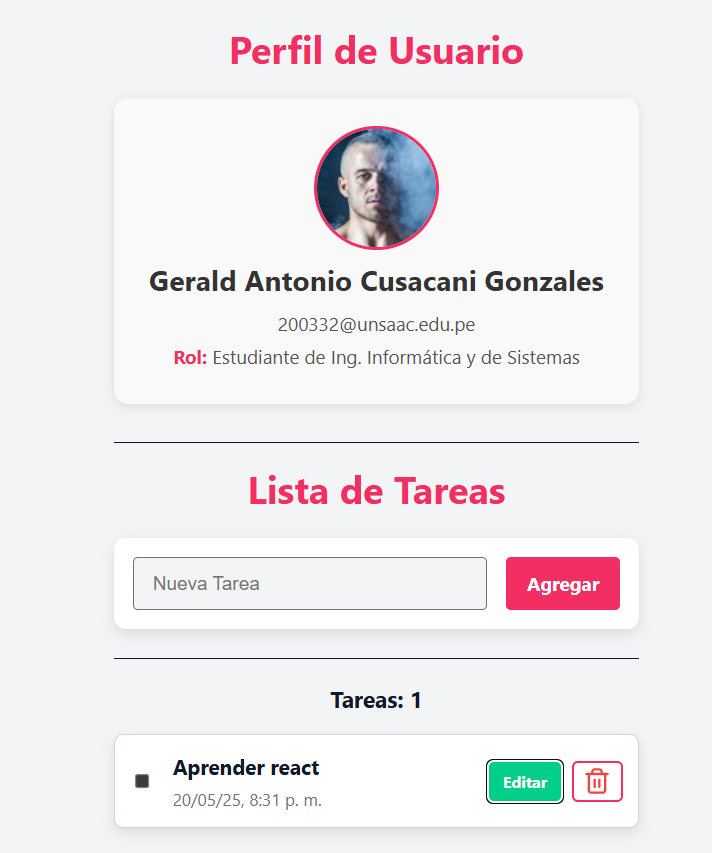 Perfil de Usuario
Gerald Antonio Cusacani Gonzales
200332@unsaac.edu.pe
Rol: Estudiante de Ing. Informática y de Sistemas
Lista de Tareas
Nueva Tarea
Agregar
Tareas: 1
Aprender react
Editar
20/05/25, 8:31 p. m.